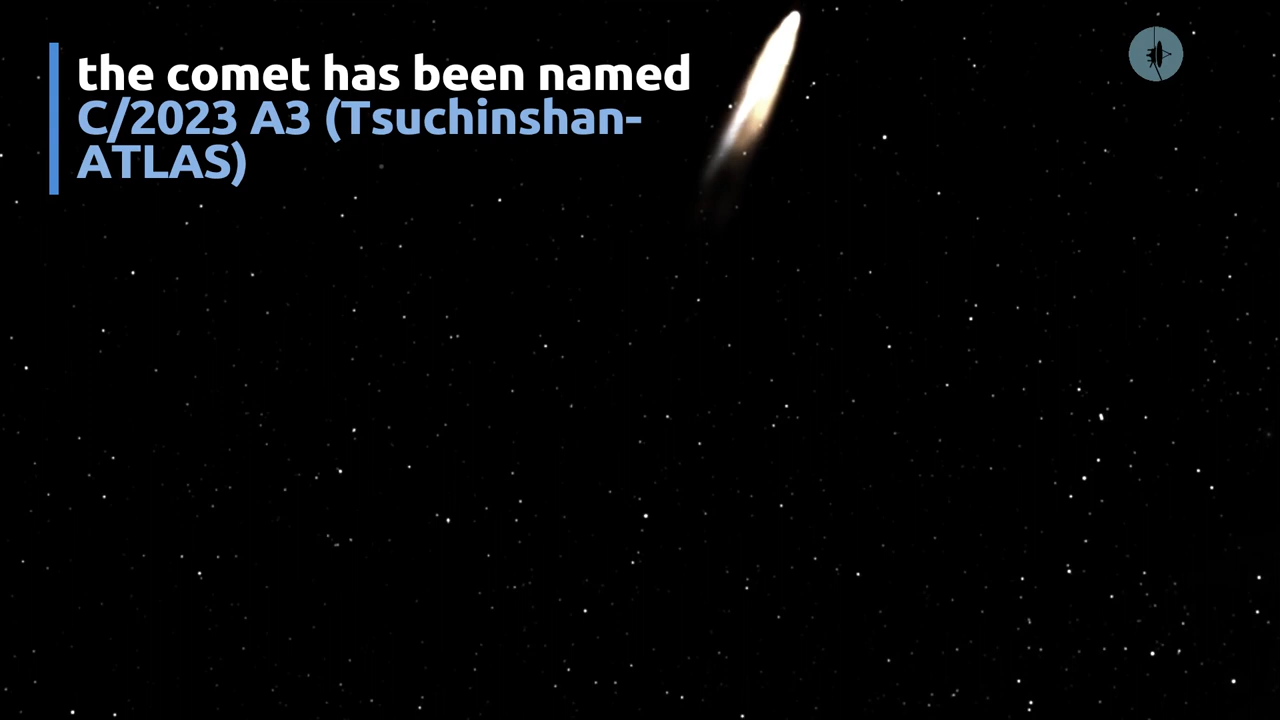 the comet has been named
C/2023 A3 (Tsuchinshan-
ATLAS)